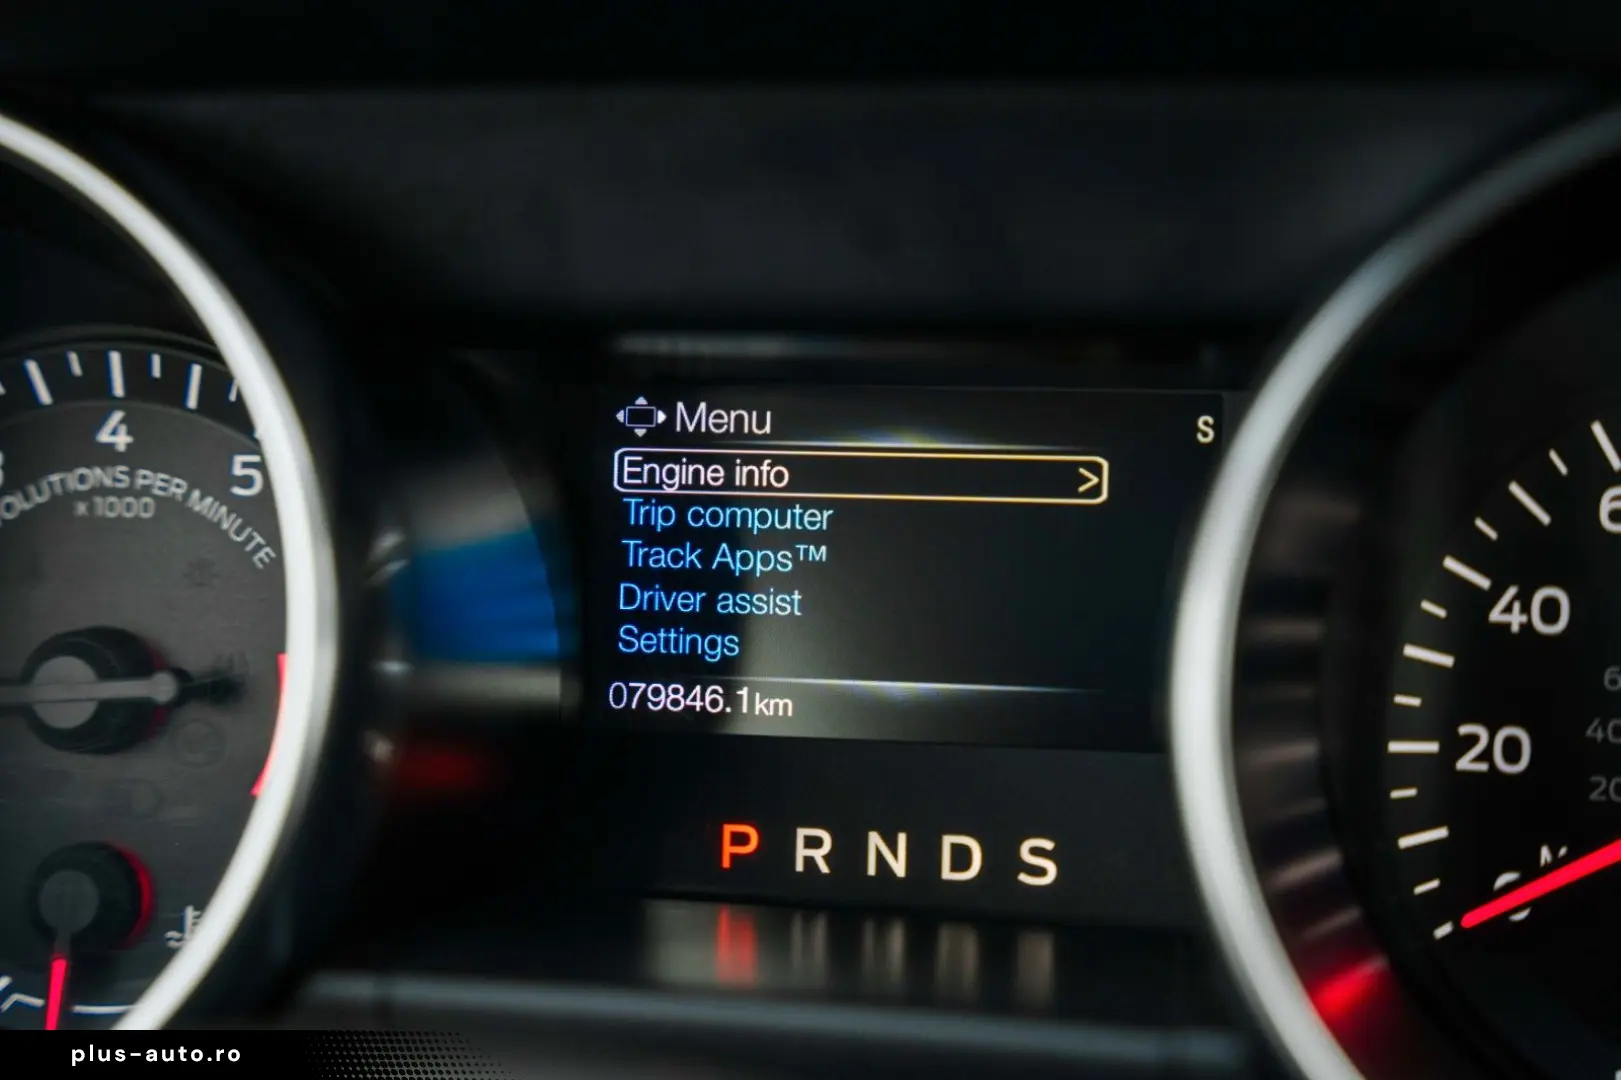 Menu
S
Engine info >
Trip computer
Track Apps™
Driver assist
Settings
079846.1km
P R N D S
4
5
OLUTIONS PER MINUTE
x1000
40
20
plus-auto.ro